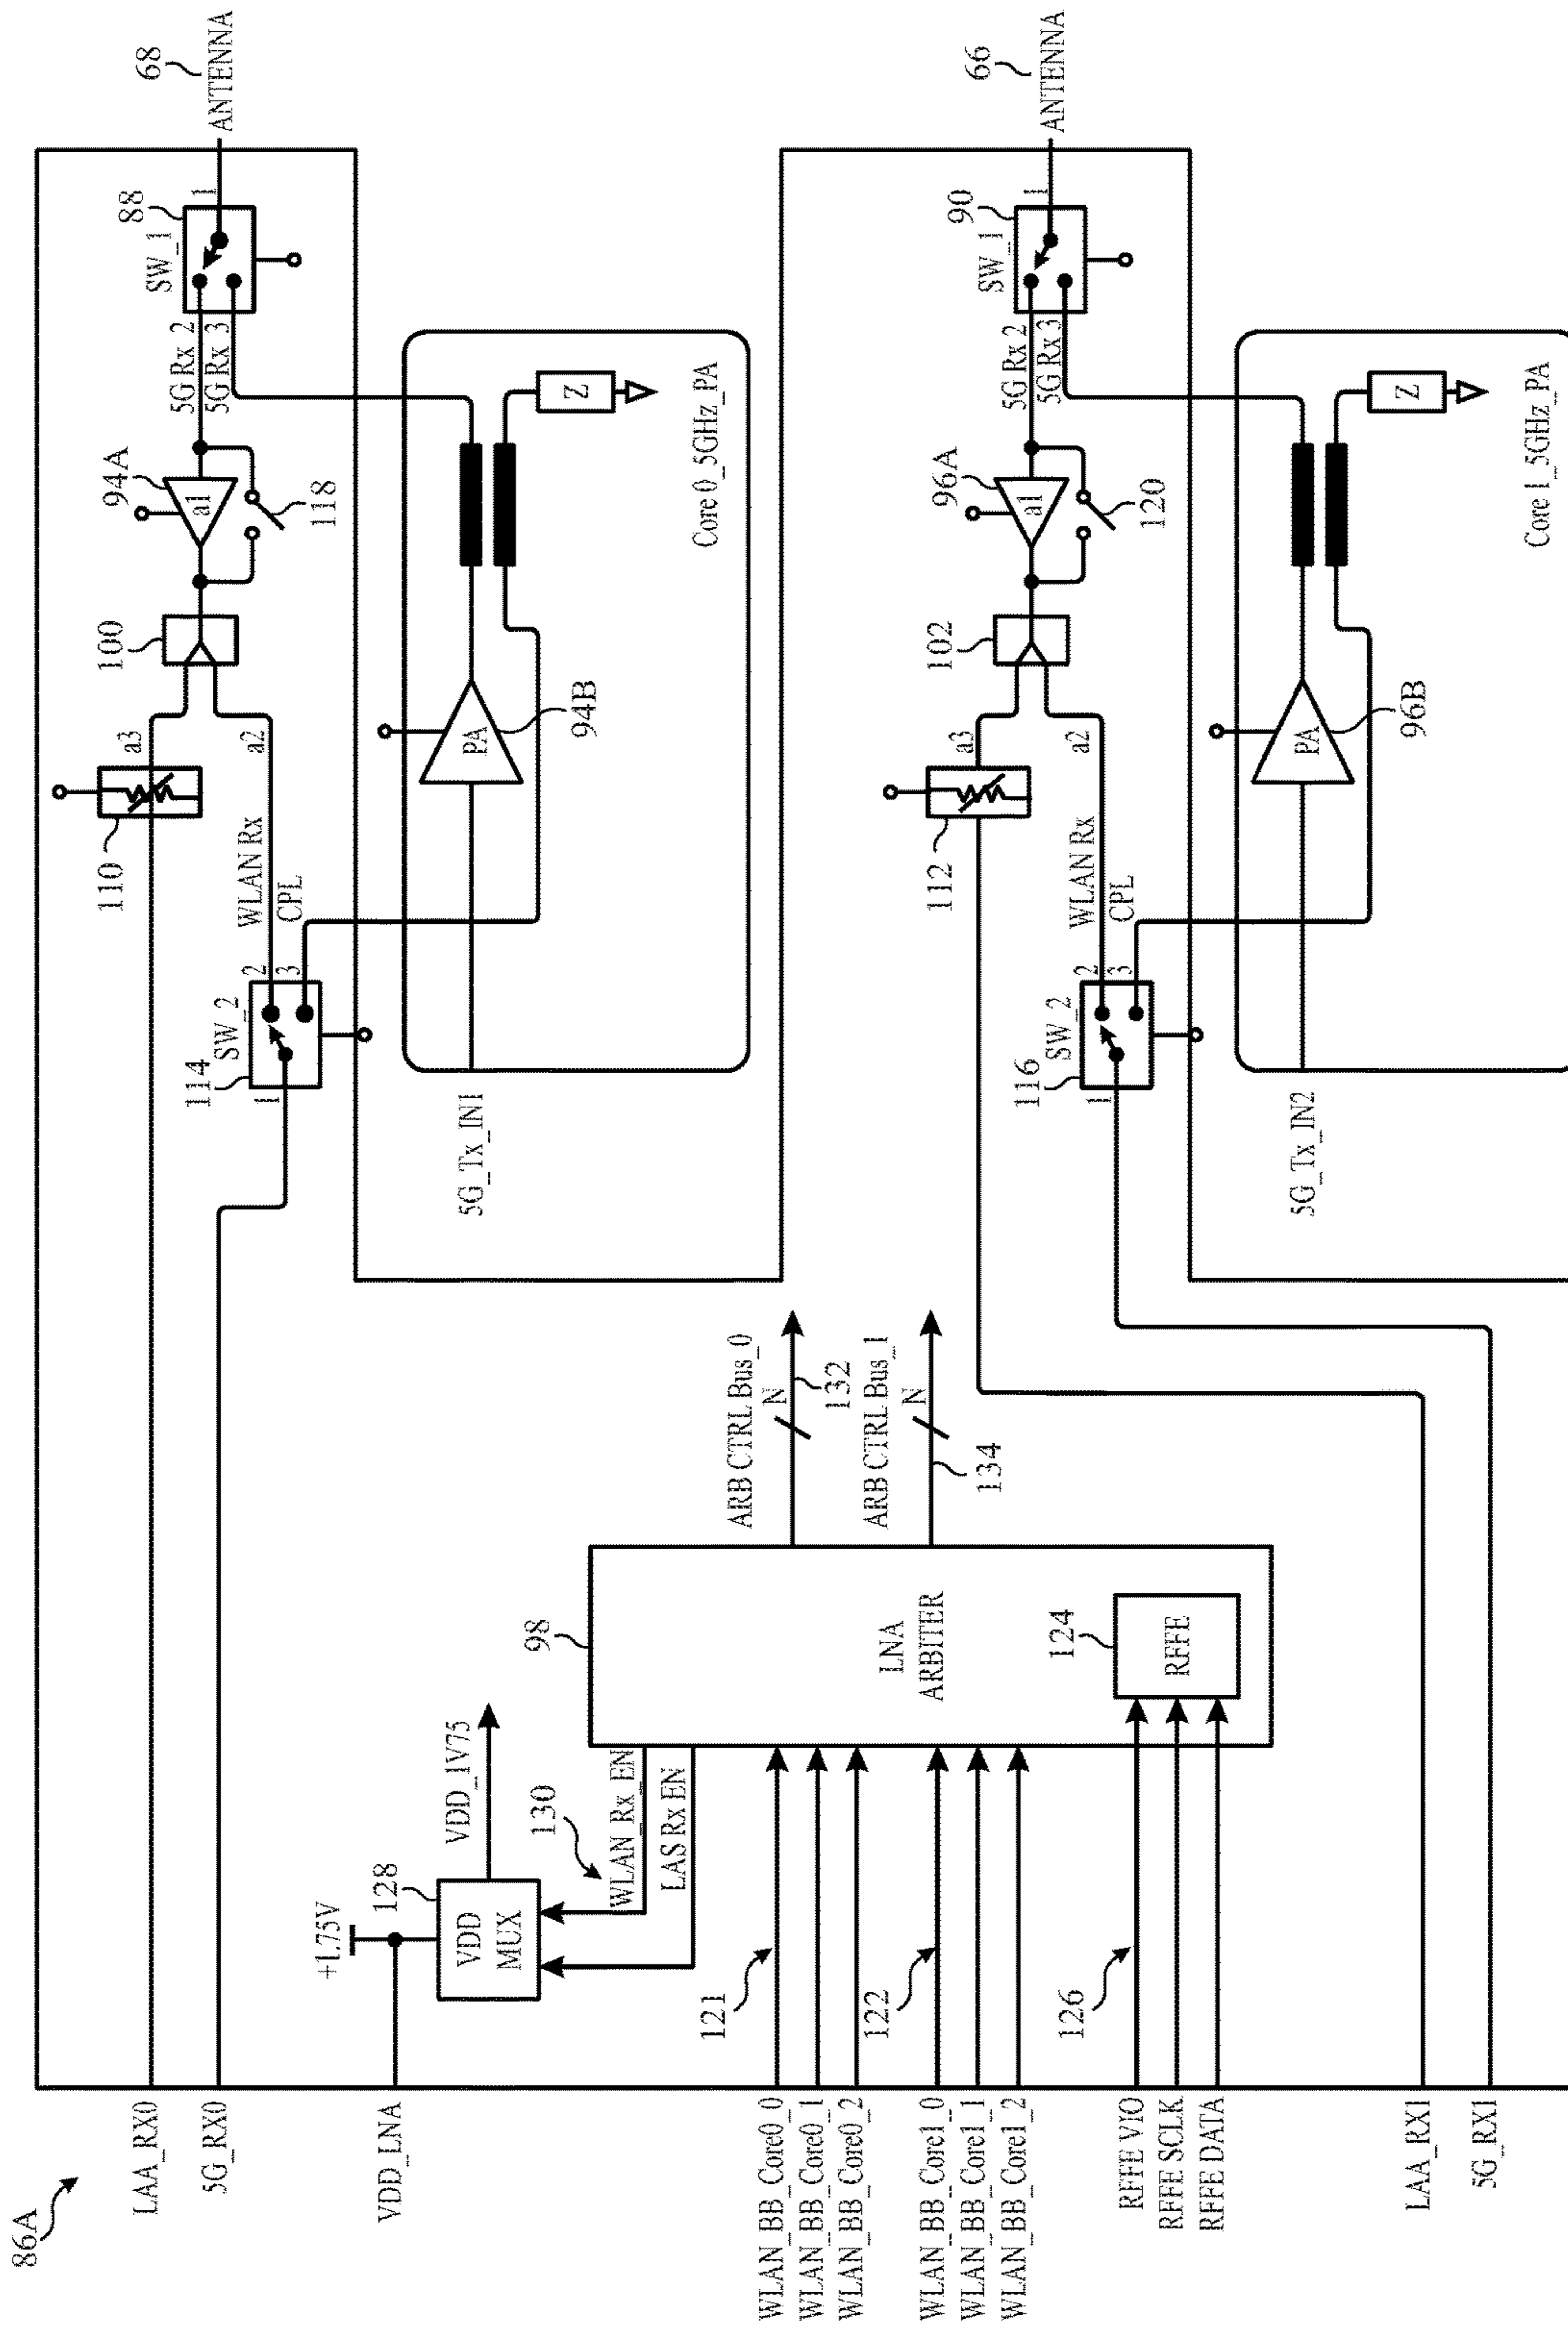 86A
LAA_RX0
5G_RX0
VDD_LNA
WLAN_BB_Core0_0
WLAN_BB_Core0_1
WLAN_BB_Core0_2
WLAN_BB_Core1_0
WLAN_BB_Core1_1
WLAN_BB_Core1_2
RFFE VIO
RFFE SCLK
RFFE DATA
LAA_RX1
5G_RX1
+1.75V
128
VDD
MUX
VDD_1V75
130
WLAN_Rx_EN
LAS Rx EN
121
122
126
98
LNA
ARBITER
124
RFFE
ARB CTRL Bus_0
N
132
ARB CTRL Bus_1
N
134
110
a3
100
94A
a1
118
5G Rx 2
5G Rx 3
SW_1
88
1
68
ANTENNA
114
SW_2
1
2
3
WLAN Rx
CPL
a2
5G_Tx_IN1
PA
94B
Z
Core 0_5GHz_PA
112
a3
102
96A
a1
120
5G Rx 2
5G Rx 3
SW_1
90
1
66
ANTENNA
116
SW_2
1
2
3
WLAN Rx
CPL
a2
5G_Tx_IN2
PA
96B
Z
Core 1_5GHz_PA